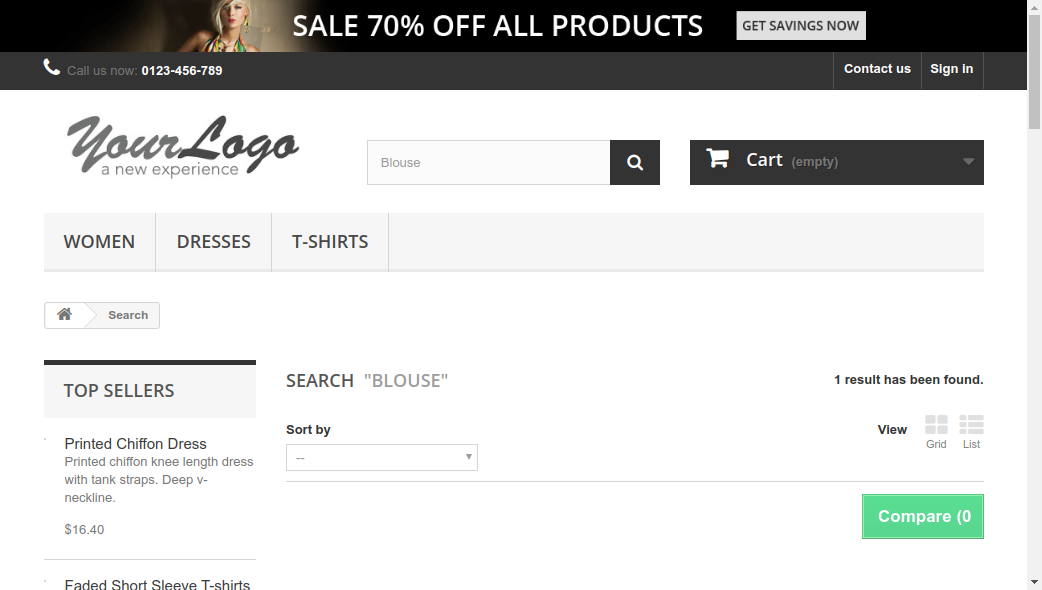 SALE 70% OFF ALL PRODUCTS
GET SAVINGS NOW
Call us now: 0123-456-789
Contact us
Sign in
YourLogo
a new experience
Blouse
Cart (empty)
WOMEN
DRESSES
T-SHIRTS
Search
TOP SELLERS
Printed Chiffon Dress
Printed chiffon knee length dress
with tank straps. Deep v-
neckline.
$16.40
Faded Short Sleeve T-shirts
SEARCH "BLOUSE"
1 result has been found.
Sort by
--
View
Grid
List
Compare (0